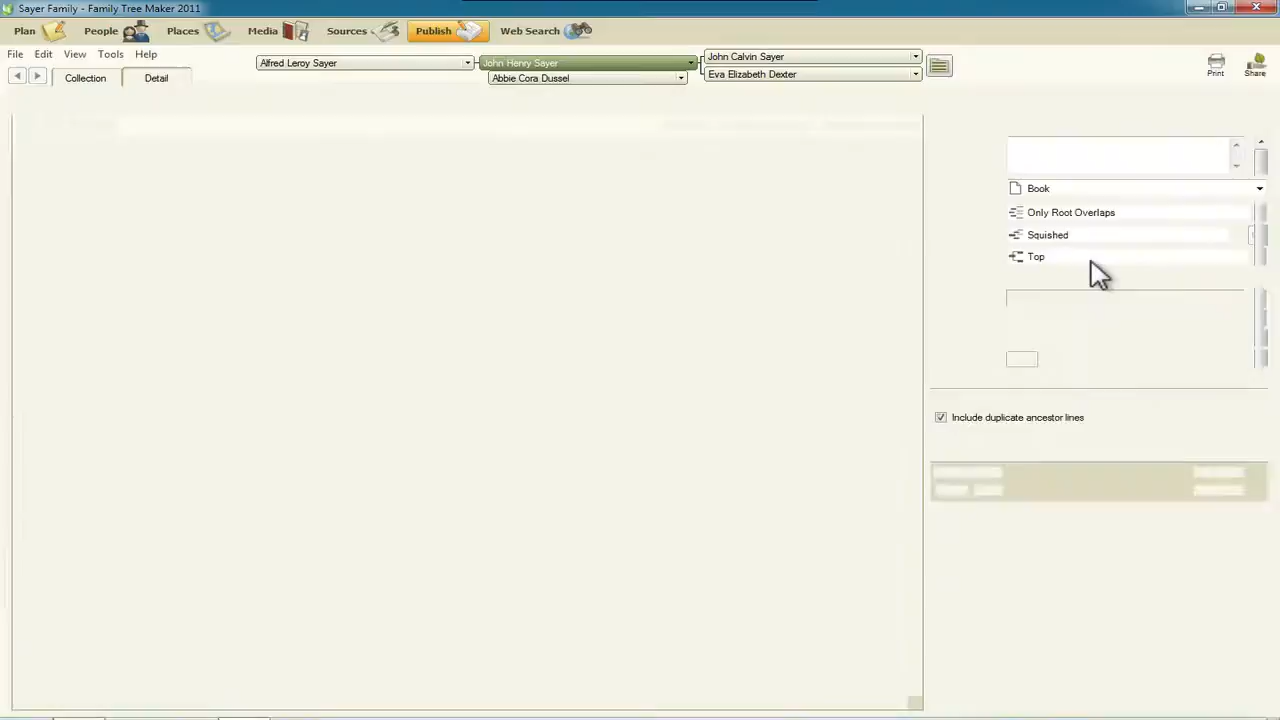 Sayer Family - Family Tree Maker 2011
Plan People Places Media Sources Publish Web Search
File Edit View Tools Help
Alfred Leroy Sayer
John Henry Sayer
Abbie Cora Dussel
John Calvin Sayer
Eva Elizabeth Dexter
Print
Share
Collection Detail
Book
Only Root Overlaps
Squished
Top
Include duplicate ancestor lines